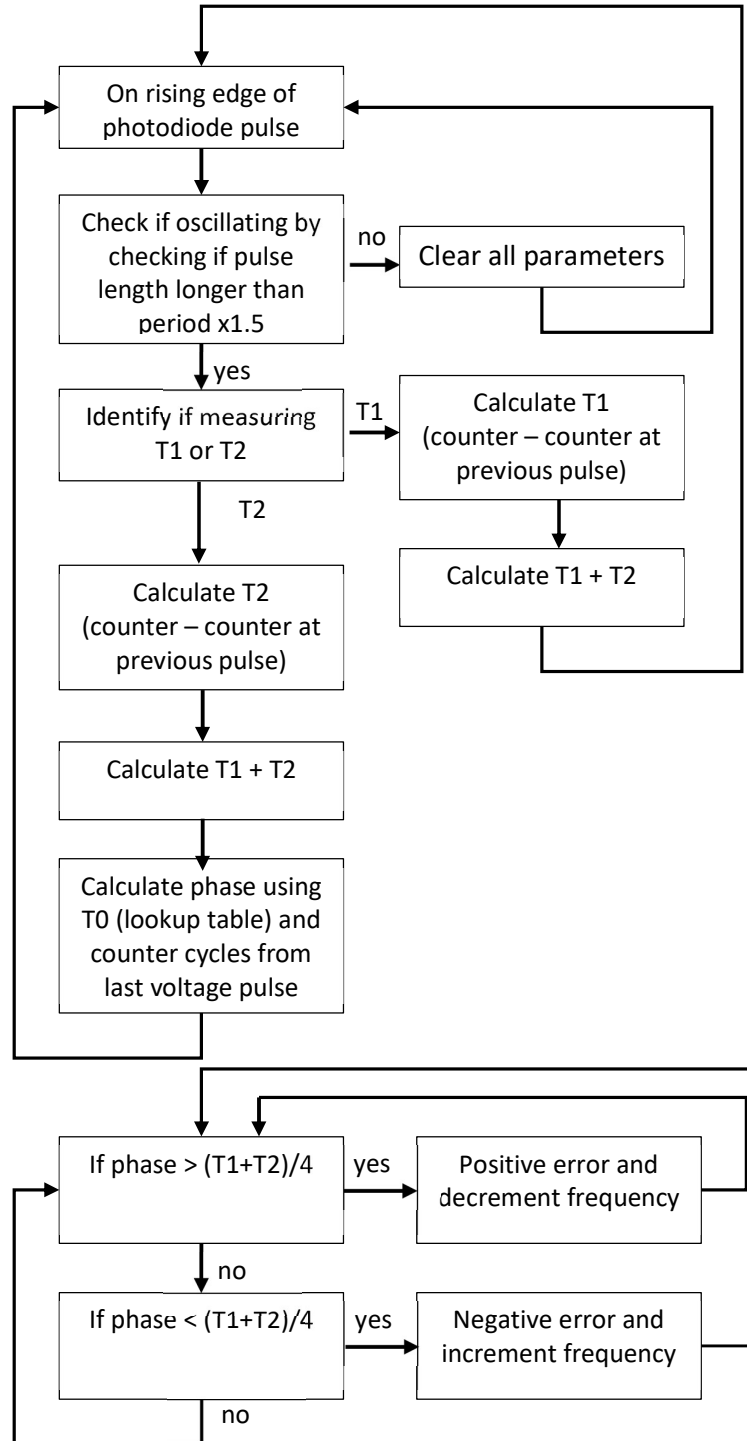 On rising edge of
photodiode pulse
Check if oscillating by
checking if pulse
length longer than
period x1.5
no
Clear all parameters
yes
Identify if measuring
T1 or T2
T1
Calculate T1
(counter – counter at
previous pulse)
T2
Calculate T1 + T2
Calculate T2
(counter – counter at
previous pulse)
Calculate T1 + T2
Calculate phase using
T0 (lookup table) and
counter cycles from
last voltage pulse
If phase > (T1+T2)/4
yes
Positive error and
decrement frequency
no
If phase < (T1+T2)/4
yes
Negative error and
increment frequency
no